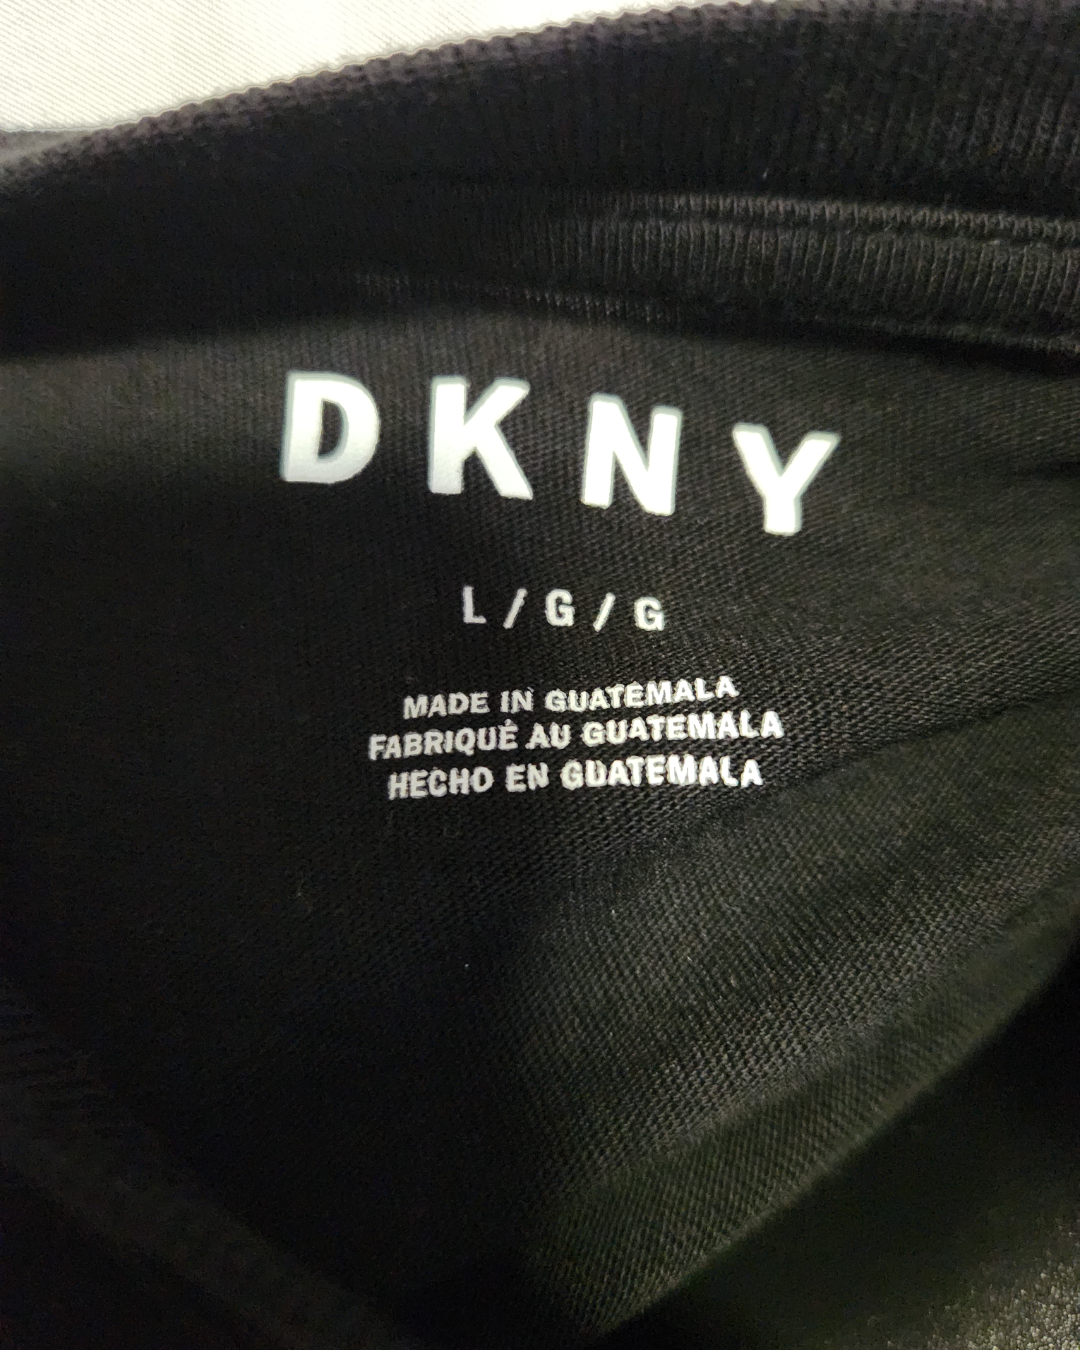 DKNY
L / G / G
MADE IN GUATEMALA
FABRIQUÉ AU GUATEMALA
HECHO EN GUATEMALA